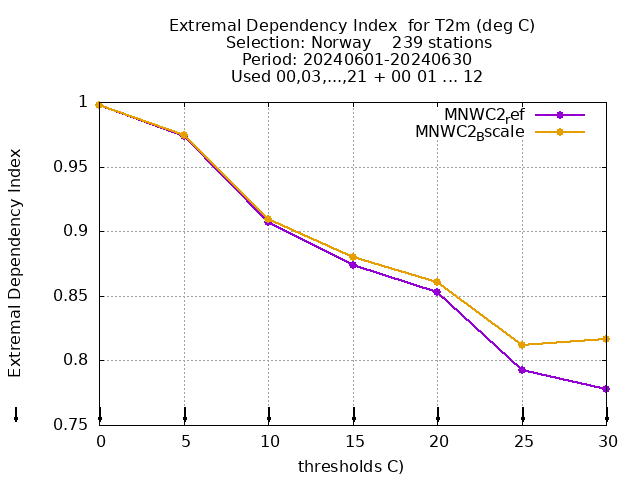 Extremal Dependency Index  for T2m (deg C)
Selection: Norway    239 stations
Period: 20240601-20240630
Used 00,03,...,21 + 00 01 ... 12
MNWC2ref
MNWC2Bscale
Extremal Dependency Index
1
0.95
0.9
0.85
0.8
0.75
0 5 10 15 20 25 30
thresholds C)